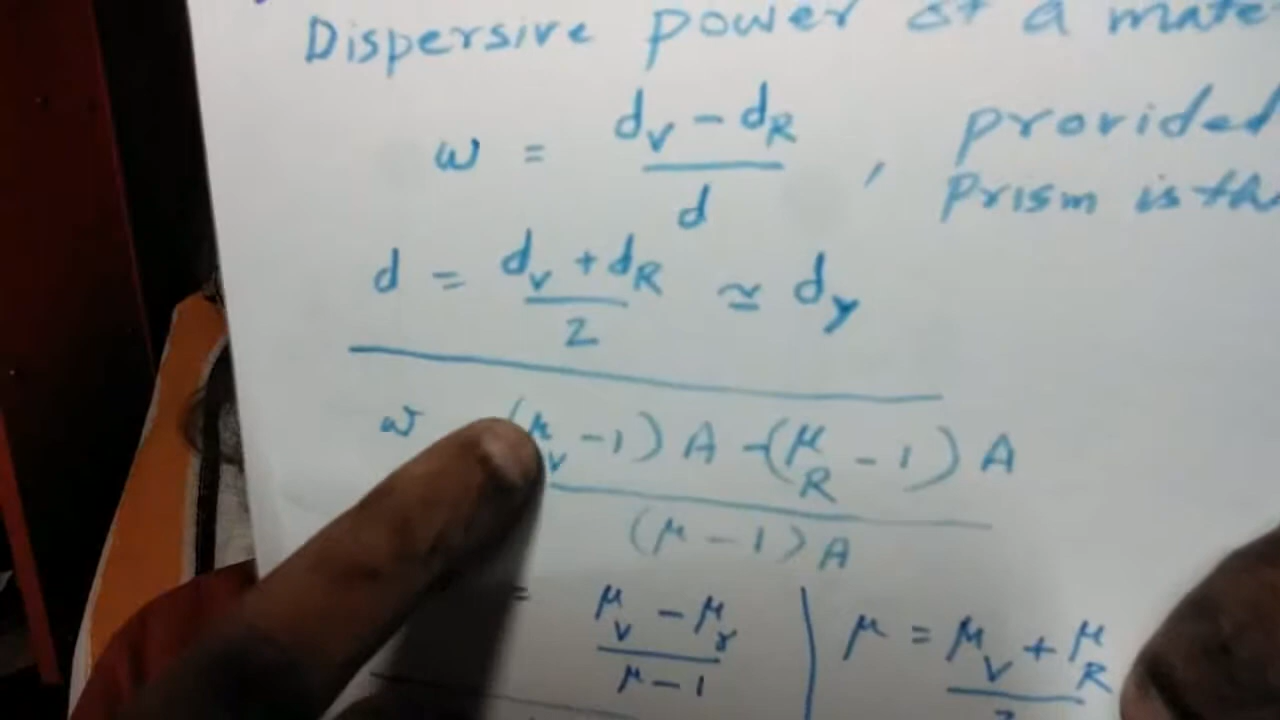 Dispersive power of a mate
ω = (d_V - d_R) / d , provided
Prism is th
d = (d_V + d_R) / 2 ≃ d_y
ω (μ_V - 1) A - (μ_R - 1) A / (μ - 1) A
= (μ_V - μ_r) / (μ - 1) | μ = (μ_V + μ_R) / 2